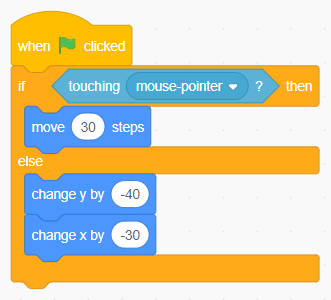 when clicked
if touching mouse-pointer ? then
move 30 steps
else
change y by -40
change x by -30